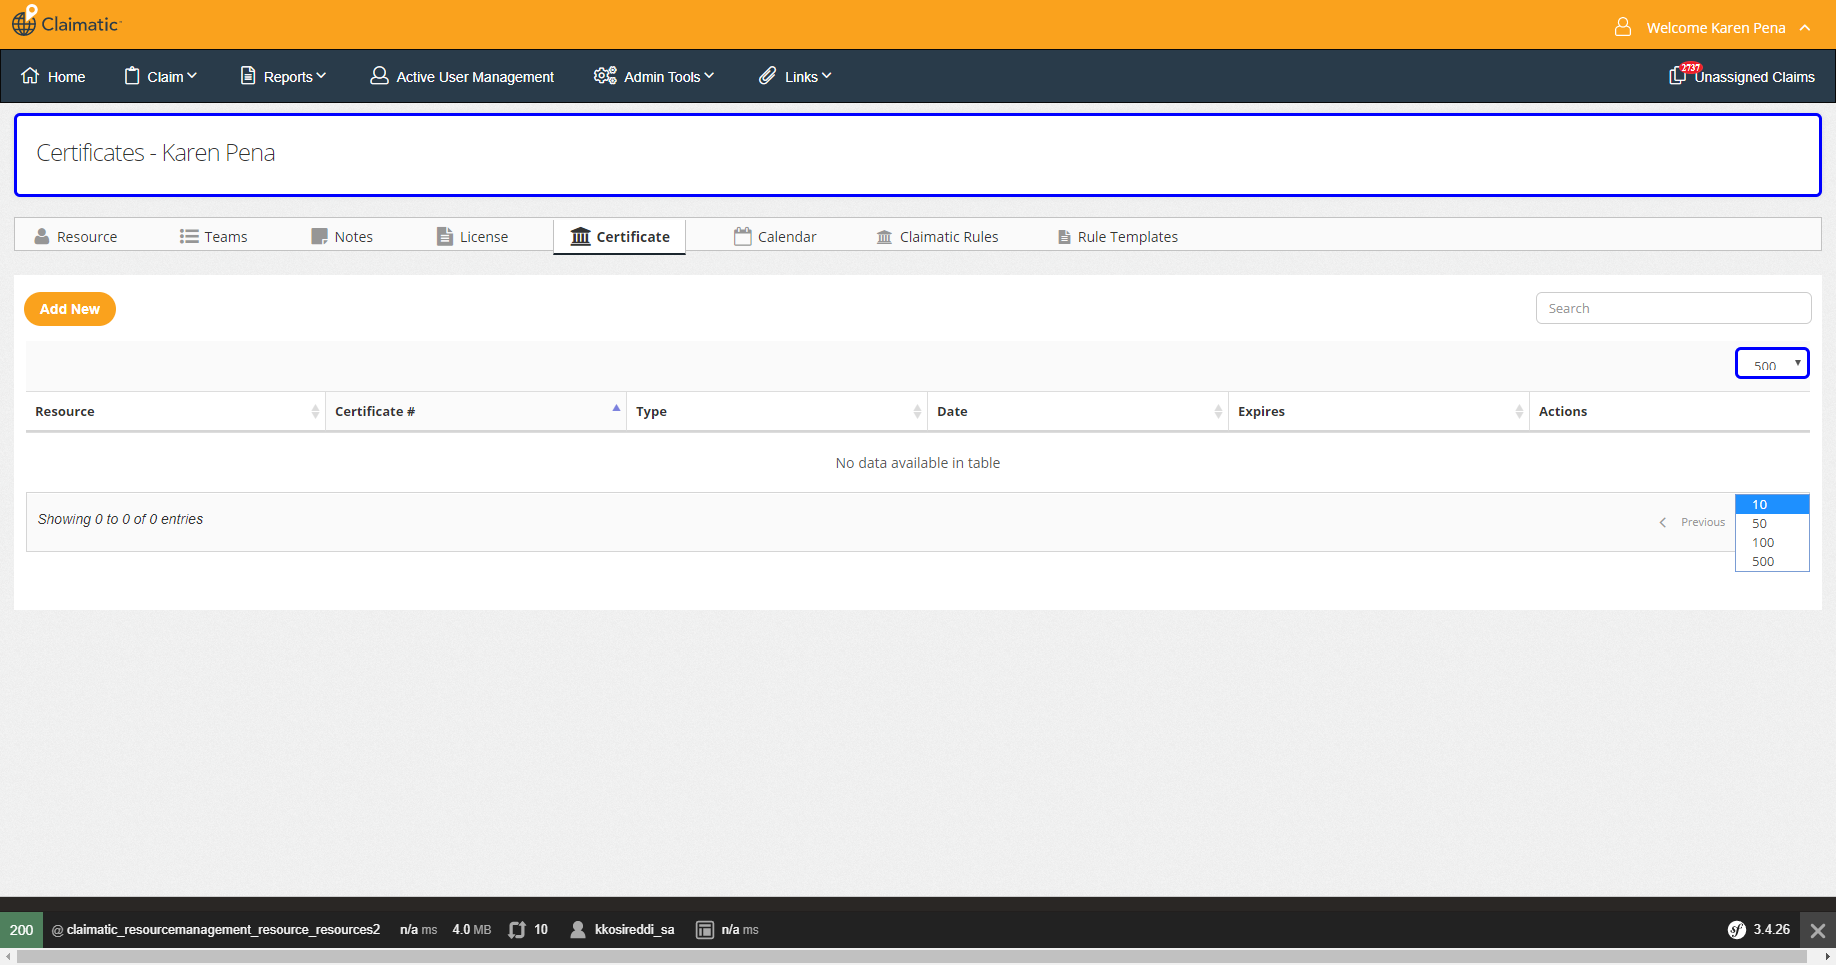 Claimatic
Welcome Karen Pena
Home
Claim
Reports
Active User Management
Admin Tools
Links
2737
Unassigned Claims
Certificates - Karen Pena
Resource
Teams
Notes
License
Certificate
Calendar
Claimatic Rules
Rule Templates
Add New
Search
500
Resource
Certificate #
Type
Date
Expires
Actions
No data available in table
Showing 0 to 0 of 0 entries
Previous
10
50
100
500
200
@ claimatic_resourcemanagement_resource_resources2
n/a ms
4.0 MB
10
kkosireddi_sa
n/a ms
sf
3.4.26